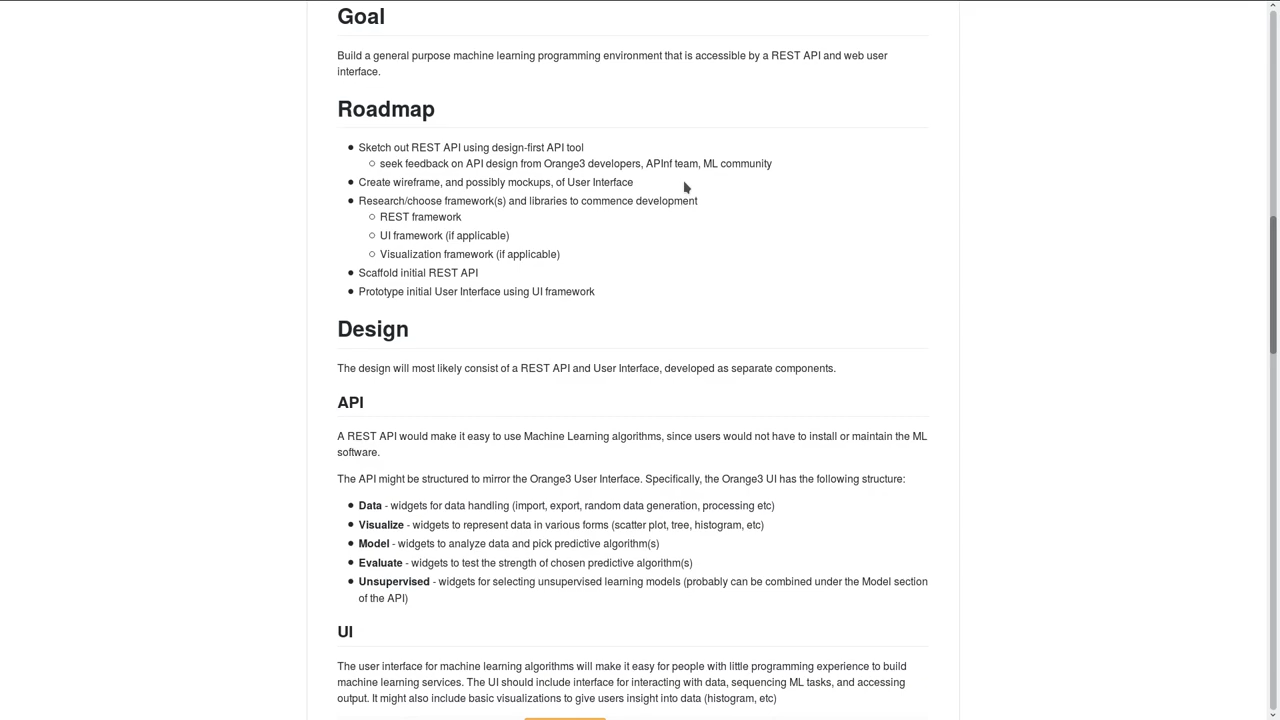 Goal
Build a general purpose machine learning programming environment that is accessible by a REST API and web user
interface.
Roadmap
● Sketch out REST API using design-first API tool
○ seek feedback on API design from Orange3 developers, APInf team, ML community
● Create wireframe, and possibly mockups, of User Interface
● Research/choose framework(s) and libraries to commence development
○ REST framework
○ UI framework (if applicable)
○ Visualization framework (if applicable)
● Scaffold initial REST API
● Prototype initial User Interface using UI framework
Design
The design will most likely consist of a REST API and User Interface, developed as separate components.
API
A REST API would make it easy to use Machine Learning algorithms, since users would not have to install or maintain the ML
software.
The API might be structured to mirror the Orange3 User Interface. Specifically, the Orange3 UI has the following structure:
● Data - widgets for data handling (import, export, random data generation, processing etc)
● Visualize - widgets to represent data in various forms (scatter plot, tree, histogram, etc)
● Model - widgets to analyze data and pick predictive algorithm(s)
● Evaluate - widgets to test the strength of chosen predictive algorithm(s)
● Unsupervised - widgets for selecting unsupervised learning models (probably can be combined under the Model section
of the API)
UI
The user interface for machine learning algorithms will make it easy for people with little programming experience to build
machine learning services. The UI should include interface for interacting with data, sequencing ML tasks, and accessing
output. It might also include basic visualizations to give users insight into data (histogram, etc)